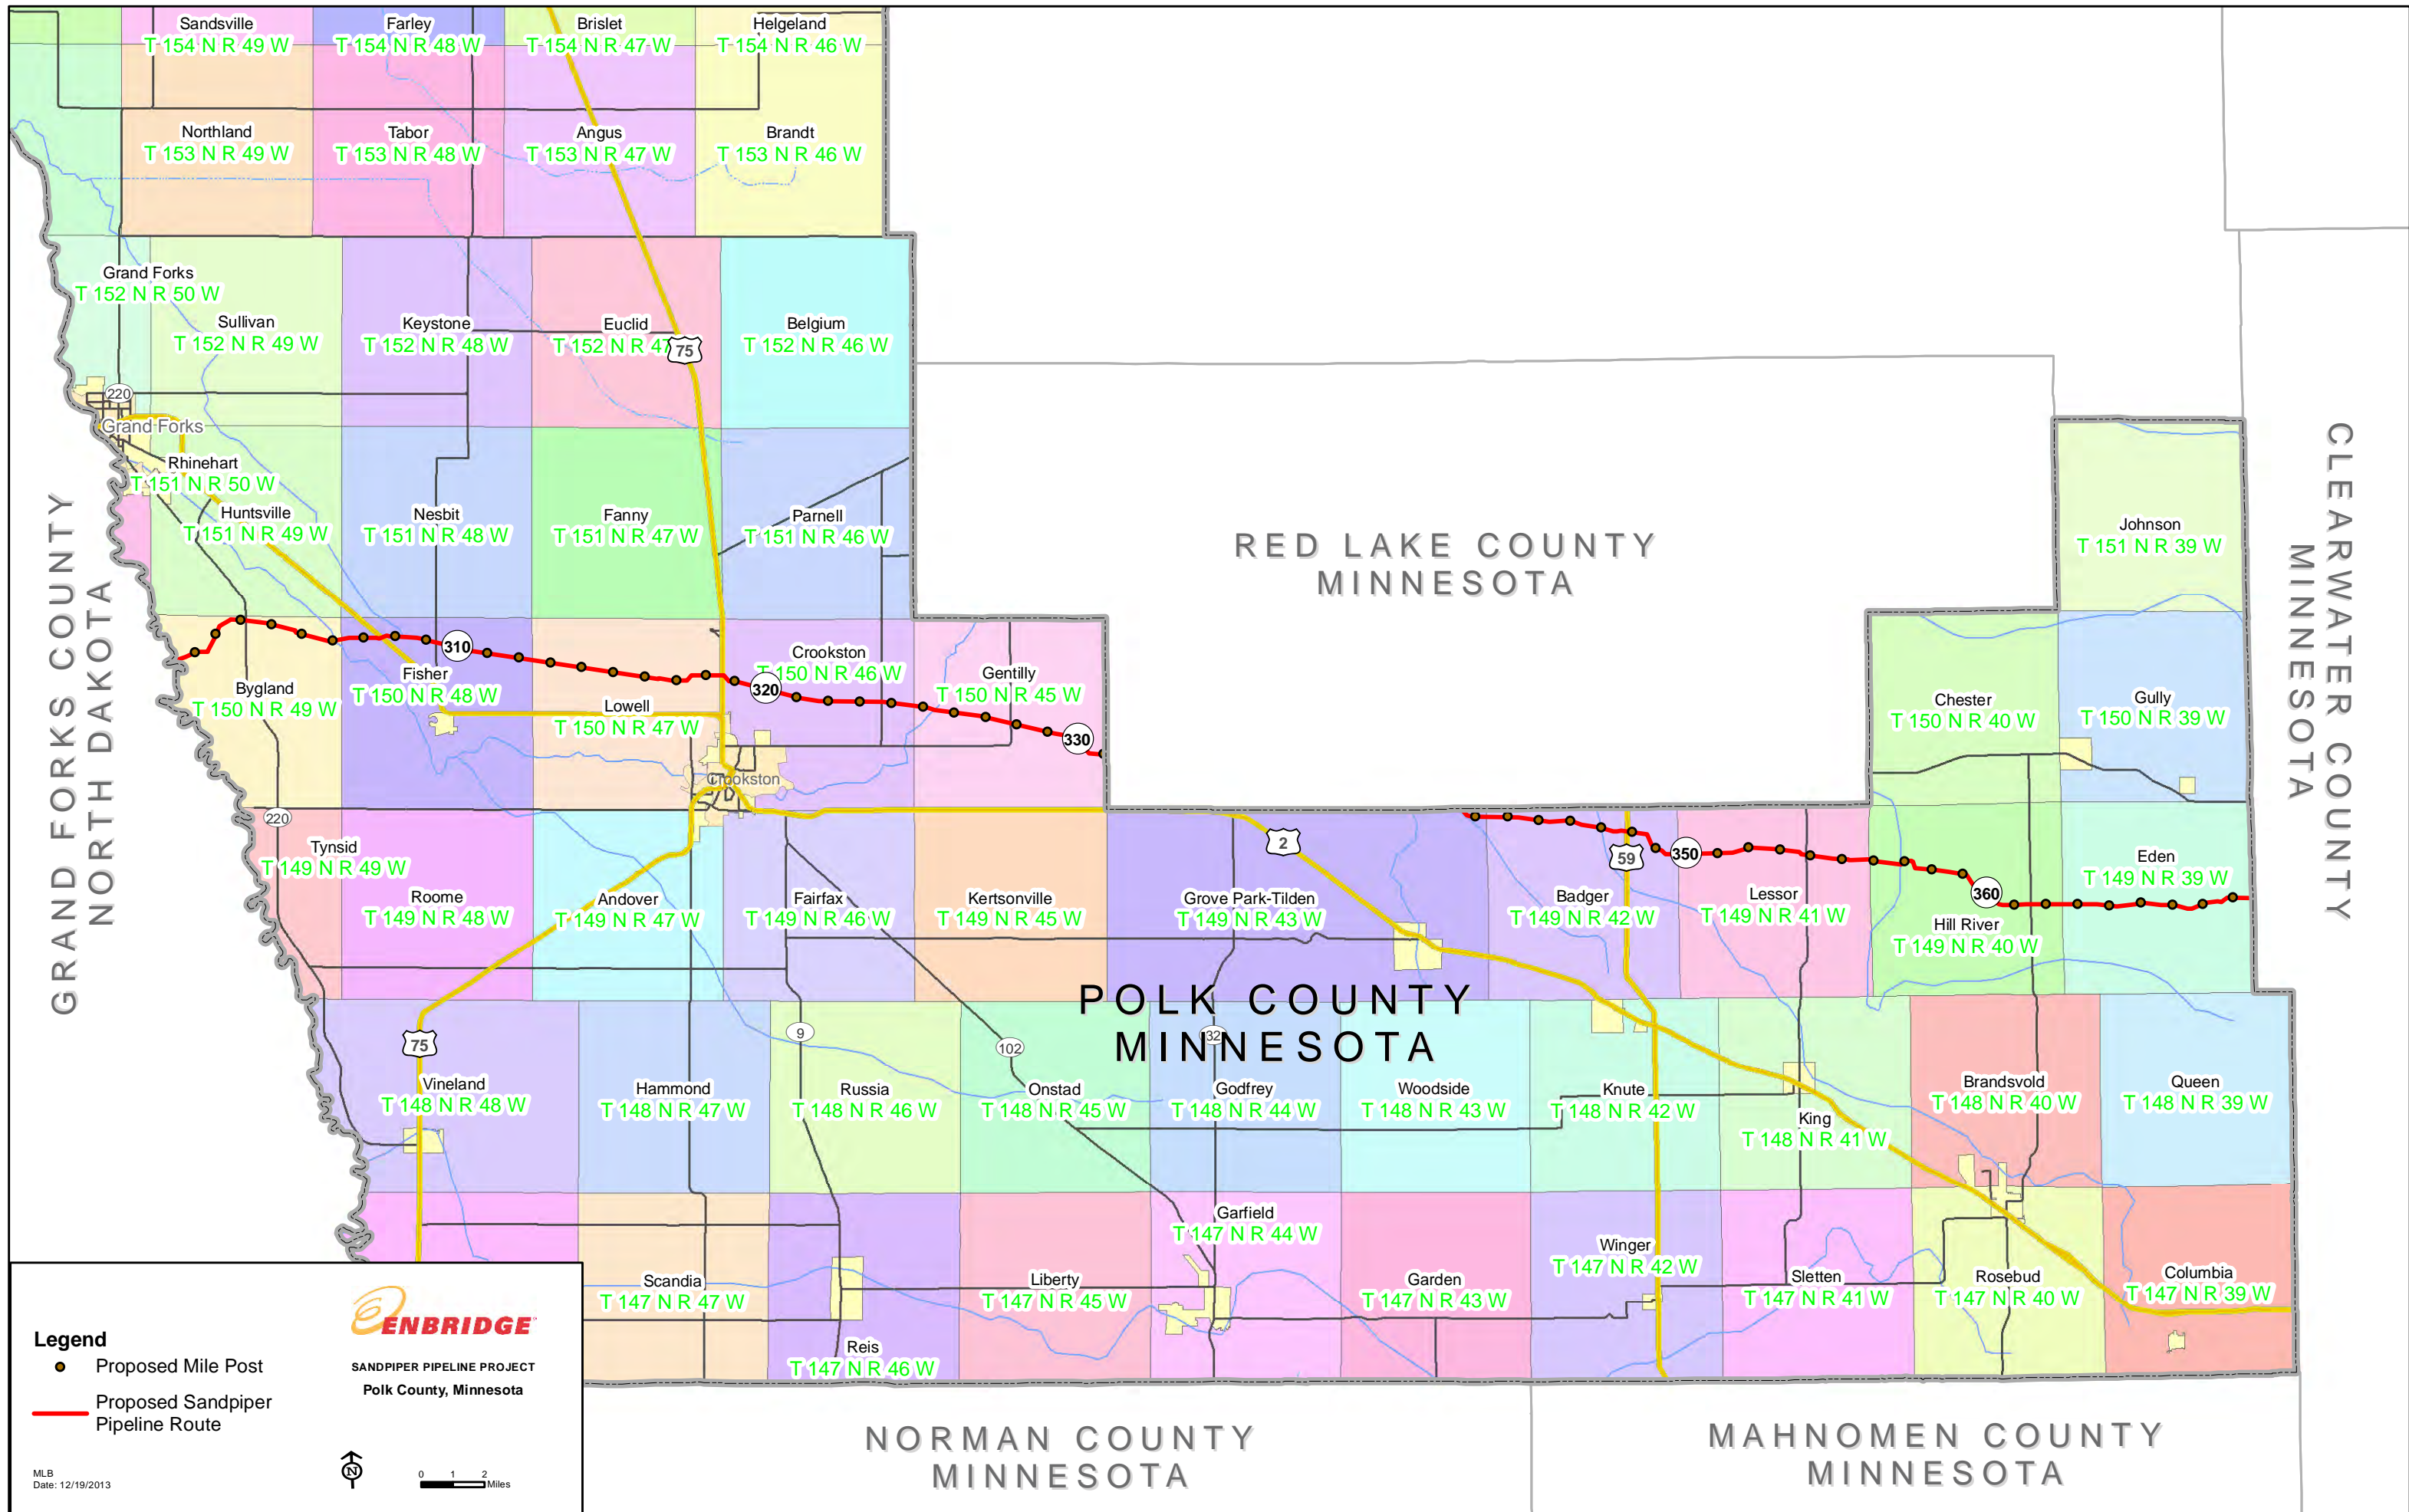 Sandsville
T 154 N R 49 W
Farley
T 154 N R 48 W
Brislet
T 154 N R 47 W
Helgeland
T 154 N R 46 W
Northland
T 153 N R 49 W
Tabor
T 153 N R 48 W
Angus
T 153 N R 47 W
Brandt
T 153 N R 46 W
Grand Forks
T 152 N R 50 W
Sullivan
T 152 N R 49 W
Keystone
T 152 N R 48 W
Euclid
T 152 N R 47
75
Belgium
T 152 N R 46 W
220
Grand Forks
Rhinehart
T 151 N R 50 W
Huntsville
T 151 N R 49 W
Nesbit
T 151 N R 48 W
Fanny
T 151 N R 47 W
Parnell
T 151 N R 46 W
RED LAKE COUNTY
MINNESOTA
Johnson
T 151 N R 39 W
CLEARWATER COUNTY
MINNESOTA
GRAND FORKS COUNTY
NORTH DAKOTA
310
Bygland
T 150 N R 49 W
Fisher
T 150 N R 48 W
Lowell
T 150 N R 47 W
Crookston
T 150 N R 46 W
320
Gentilly
T 150 N R 45 W
330
Chester
T 150 N R 40 W
Gully
T 150 N R 39 W
Crookston
220
Tynsid
T 149 N R 49 W
Roome
T 149 N R 48 W
Andover
T 149 N R 47 W
Fairfax
T 149 N R 46 W
Kertsonville
T 149 N R 45 W
2
Grove Park-Tilden
T 149 N R 43 W
Badger
T 149 N R 42 W
59
350
Lessor
T 149 N R 41 W
360
Hill River
T 149 N R 40 W
Eden
T 149 N R 39 W
POLK COUNTY
MINNESOTA
75
9
102
32
Vineland
T 148 N R 48 W
Hammond
T 148 N R 47 W
Russia
T 148 N R 46 W
Onstad
T 148 N R 45 W
Godfrey
T 148 N R 44 W
Woodside
T 148 N R 43 W
Knute
T 148 N R 42 W
King
T 148 N R 41 W
Brandsvold
T 148 N R 40 W
Queen
T 148 N R 39 W
Scandia
T 147 N R 47 W
Reis
T 147 N R 46 W
Liberty
T 147 N R 45 W
Garfield
T 147 N R 44 W
Garden
T 147 N R 43 W
Winger
T 147 N R 42 W
Sletten
T 147 N R 41 W
Rosebud
T 147 N R 40 W
Columbia
T 147 N R 39 W
NORMAN COUNTY
MINNESOTA
MAHNOMEN COUNTY
MINNESOTA
Legend
Proposed Mile Post
Proposed Sandpiper
Pipeline Route
MLB
Date: 12/19/2013
ENBRIDGE™
SANDPIPER PIPELINE PROJECT
Polk County, Minnesota
N
0 1 2
Miles